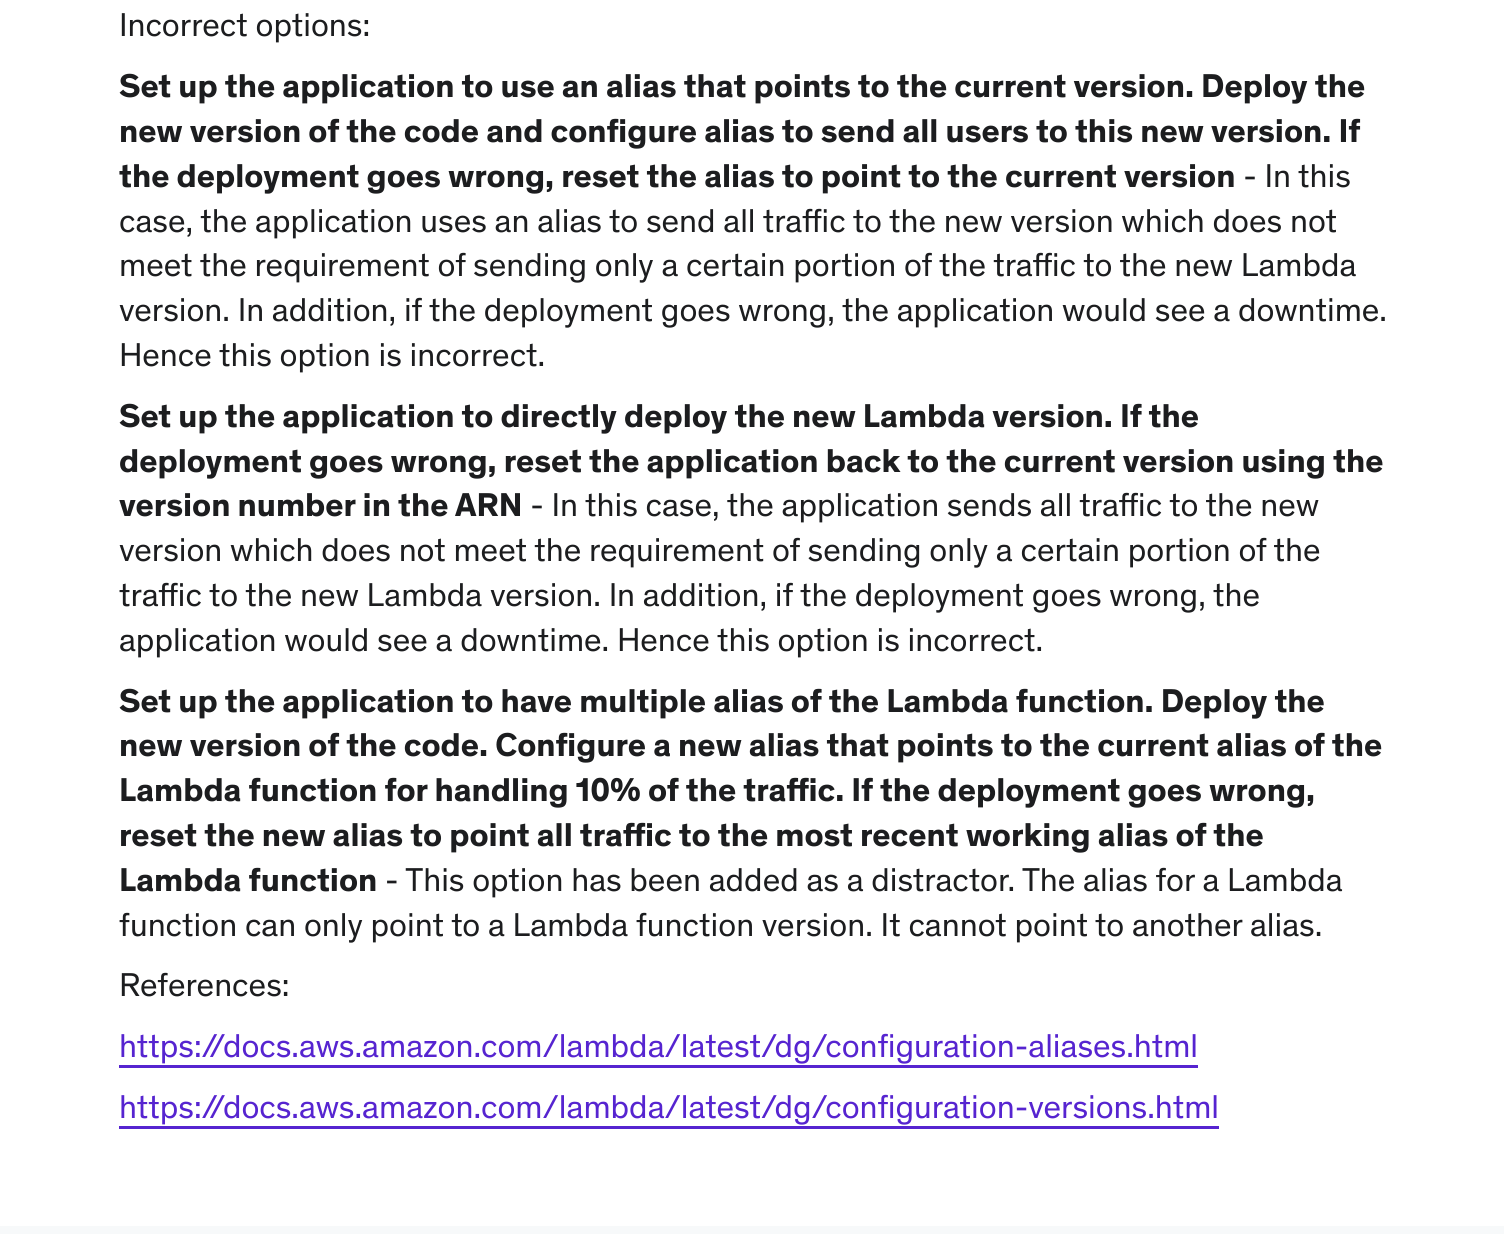 Incorrect options:
Set up the application to use an alias that points to the current version. Deploy the
new version of the code and configure alias to send all users to this new version. If
the deployment goes wrong, reset the alias to point to the current version - In this
case, the application uses an alias to send all traffic to the new version which does not
meet the requirement of sending only a certain portion of the traffic to the new Lambda
version. In addition, if the deployment goes wrong, the application would see a downtime.
Hence this option is incorrect.
Set up the application to directly deploy the new Lambda version. If the
deployment goes wrong, reset the application back to the current version using the
version number in the ARN - In this case, the application sends all traffic to the new
version which does not meet the requirement of sending only a certain portion of the
traffic to the new Lambda version. In addition, if the deployment goes wrong, the
application would see a downtime. Hence this option is incorrect.
Set up the application to have multiple alias of the Lambda function. Deploy the
new version of the code. Configure a new alias that points to the current alias of the
Lambda function for handling 10% of the traffic. If the deployment goes wrong,
reset the new alias to point all traffic to the most recent working alias of the
Lambda function - This option has been added as a distractor. The alias for a Lambda
function can only point to a Lambda function version. It cannot point to another alias.
References:
https://docs.aws.amazon.com/lambda/latest/dg/configuration-aliases.html
https://docs.aws.amazon.com/lambda/latest/dg/configuration-versions.html